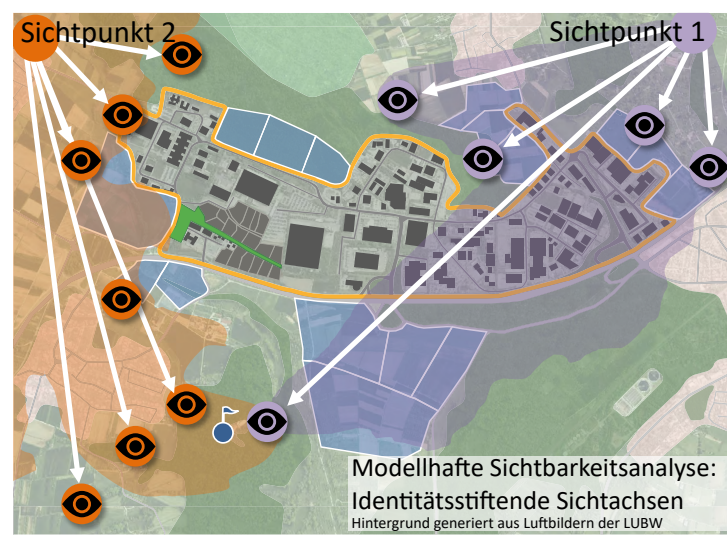 Sichtpunkt 2
Sichtpunkt 1
Modellhafte Sichtbarkeitsanalyse:
Identitätsstiftende Sichtachsen
Hintergrund generiert aus Luftbildern der LUBW